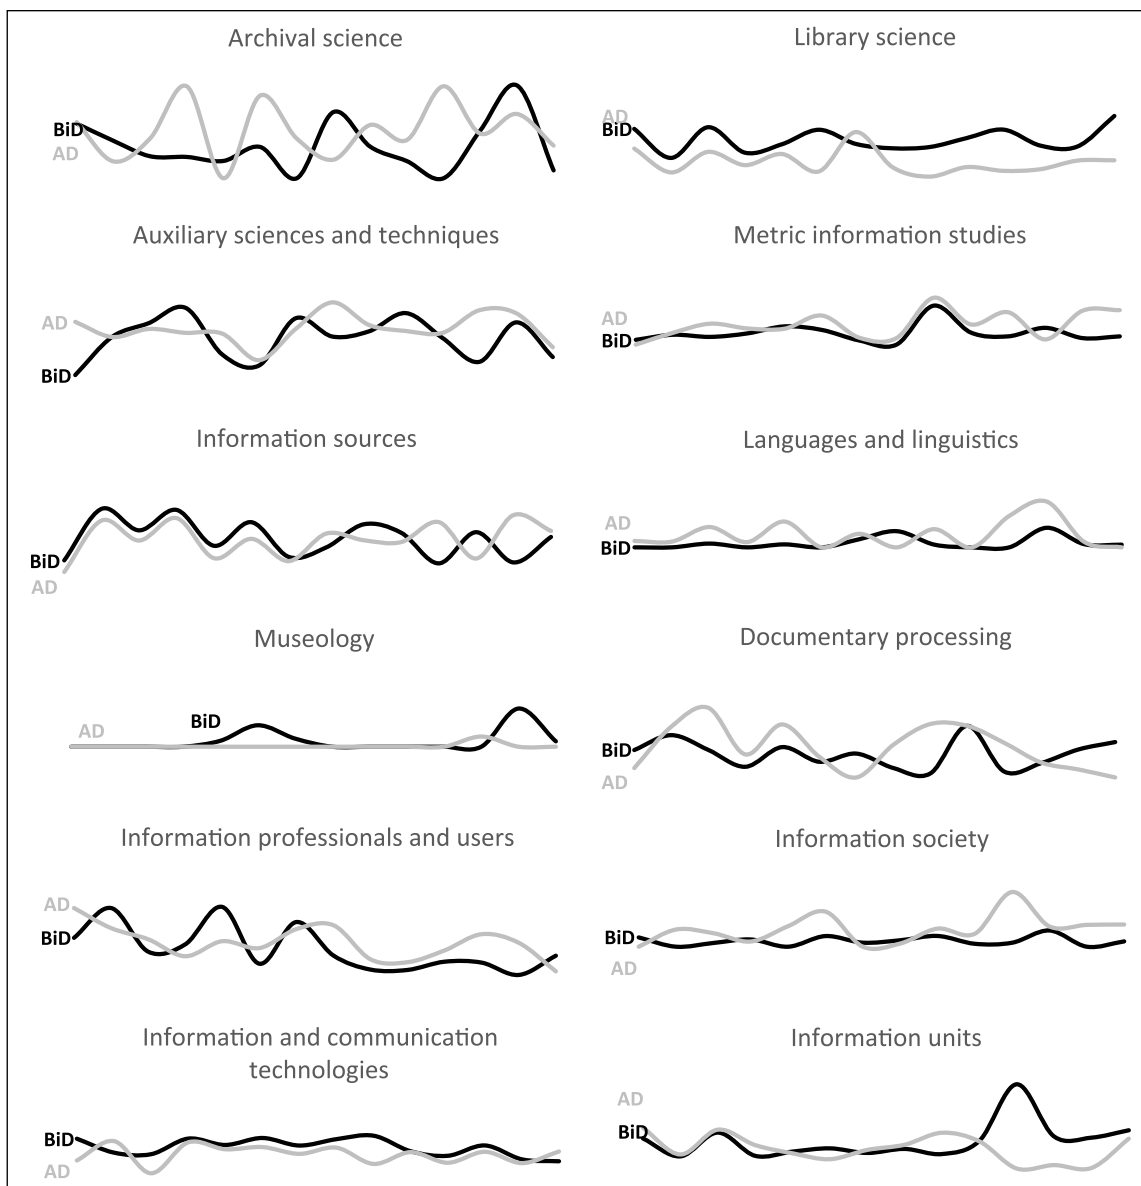 Archival science
BiD
AD
Library science
AD
BiD
Auxiliary sciences and techniques
AD
BiD
Metric information studies
AD
BiD
Information sources
BiD
AD
Languages and linguistics
AD
BiD
Museology
AD
BiD
Documentary processing
BiD
AD
Information professionals and users
AD
BiD
Information society
BiD
AD
Information and communication
technologies
BiD
AD
Information units
AD
BiD